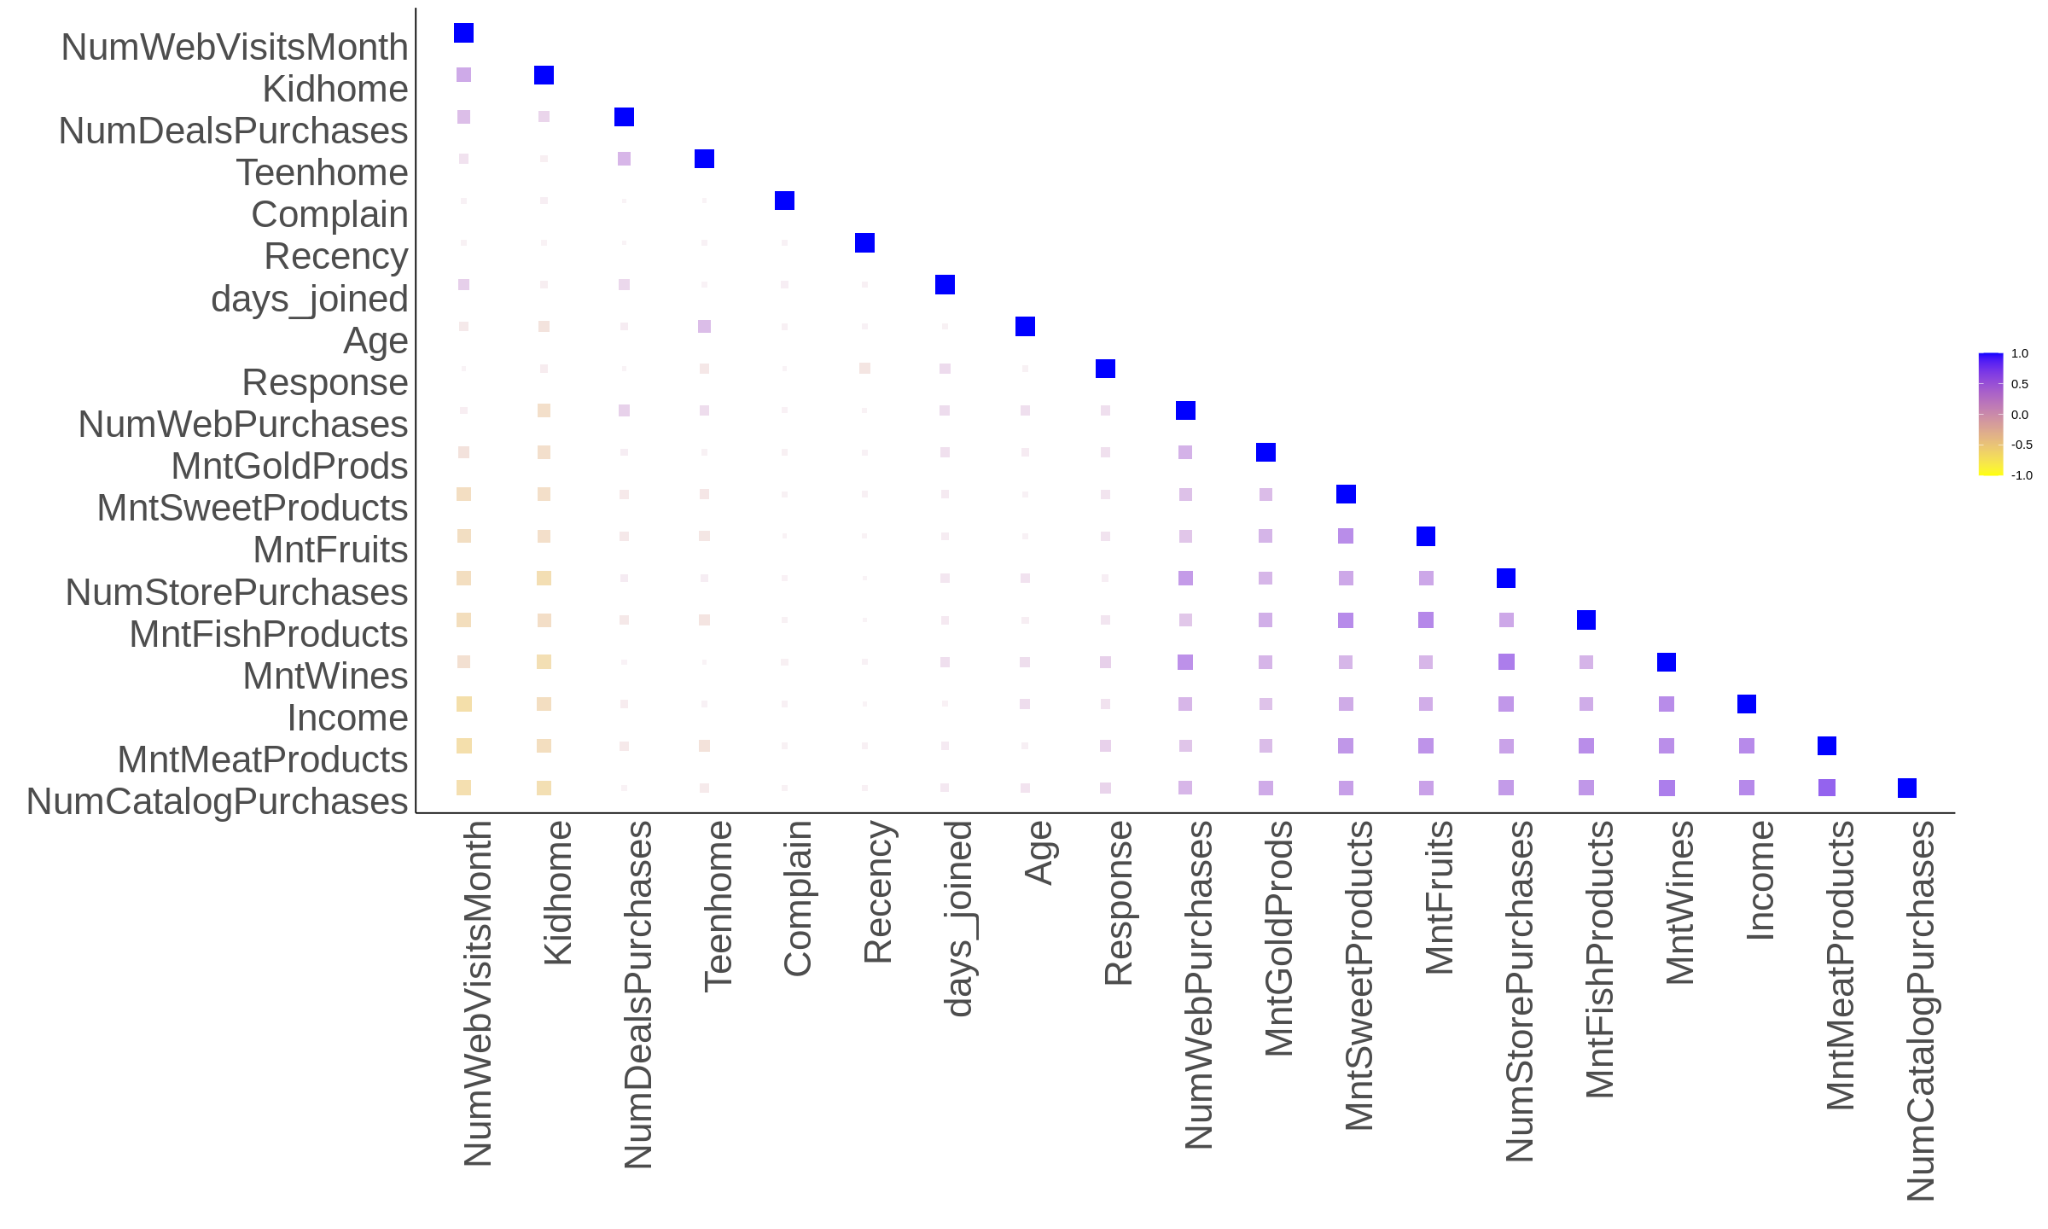 NumWebVisitsMonth
Kidhome
NumDealsPurchases
Teenhome
Complain
Recency
days_joined
Age
Response
NumWebPurchases
MntGoldProds
MntSweetProducts
MntFruits
NumStorePurchases
MntFishProducts
MntWines
Income
MntMeatProducts
NumCatalogPurchases
1.0
0.5
0.0
-0.5
-1.0
NumWebVisitsMonth
Kidhome
NumDealsPurchases
Teenhome
Complain
Recency
days_joined
Age
Response
NumWebPurchases
MntGoldProds
MntSweetProducts
MntFruits
NumStorePurchases
MntFishProducts
MntWines
Income
MntMeatProducts
NumCatalogPurchases